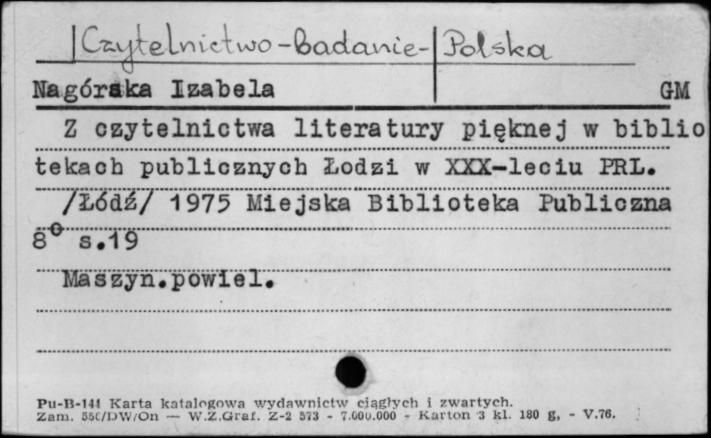 Czytelnictwo-badanie-Polska
Nagórska Izabela GM
Z czytelnictwa literatury pięknej w biblio
tekach publicznych Łodzi w XXX-leciu PRL.
/Łódź/ 1975 Miejska Biblioteka Publiczna
8° s.19
Maszyn.powiel.
Pu-B-141 Karta katalogowa wydawnictw ciągłych i zwartych.
Zam. 550/DW/On — W.Z.Graf. Z-2 573 - 7.000.000 - Karton 3 kl. 180 g, - V.76.